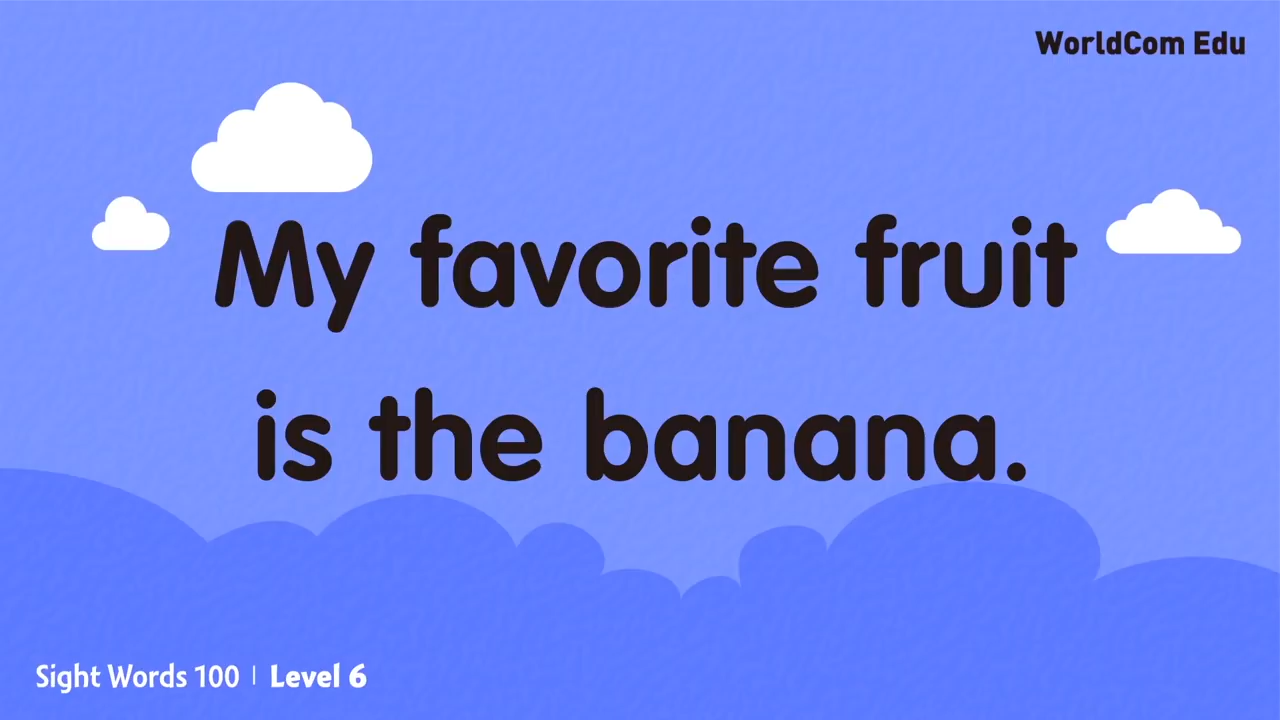 WorldCom Edu
My favorite fruit
is the banana.
Sight Words 100 | Level 6